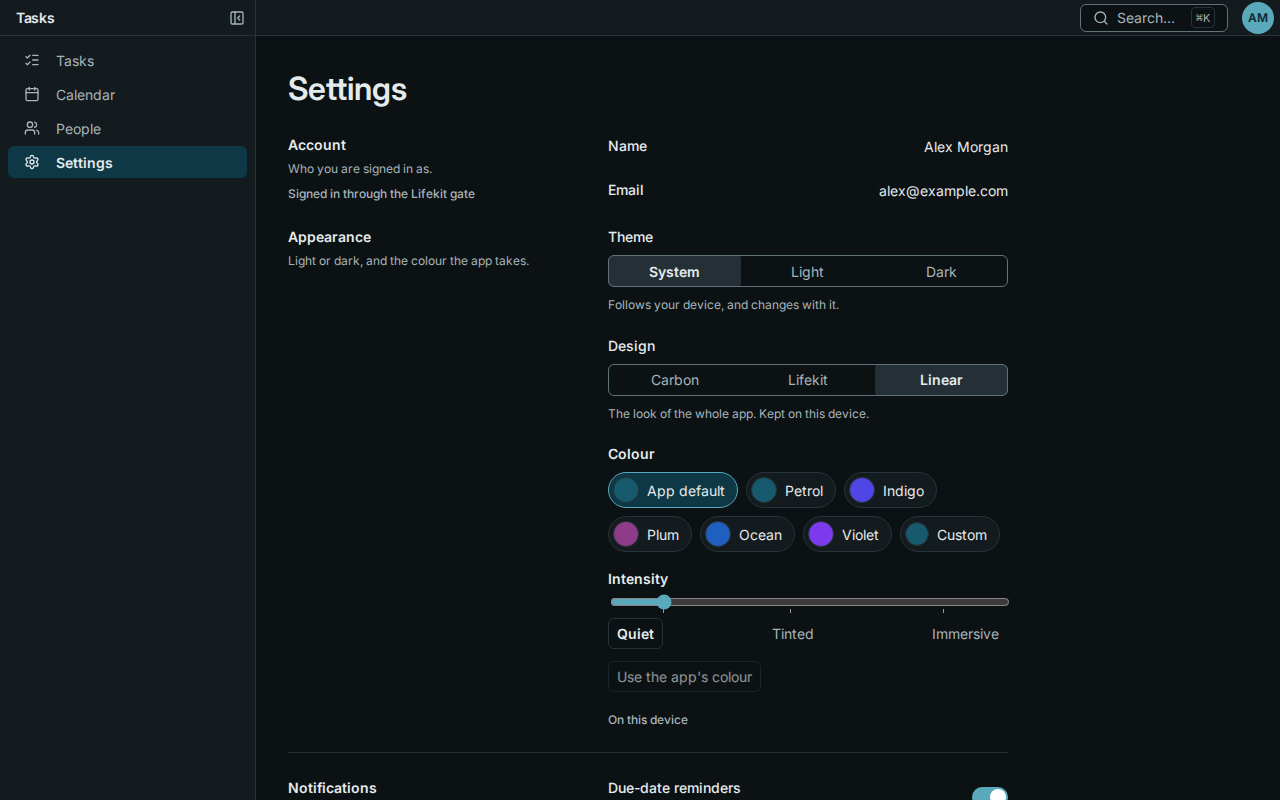 Tasks
Search... ⌘K
AM
Tasks
Calendar
People
Settings
Settings
Account
Who you are signed in as.
Signed in through the Lifekit gate
Name
Alex Morgan
Email
alex@example.com
Appearance
Light or dark, and the colour the app takes.
Theme
System Light Dark
Follows your device, and changes with it.
Design
Carbon Lifekit Linear
The look of the whole app. Kept on this device.
Colour
App default Petrol Indigo
Plum Ocean Violet Custom
Intensity
Quiet Tinted Immersive
Use the app's colour
On this device
Notifications
Due-date reminders